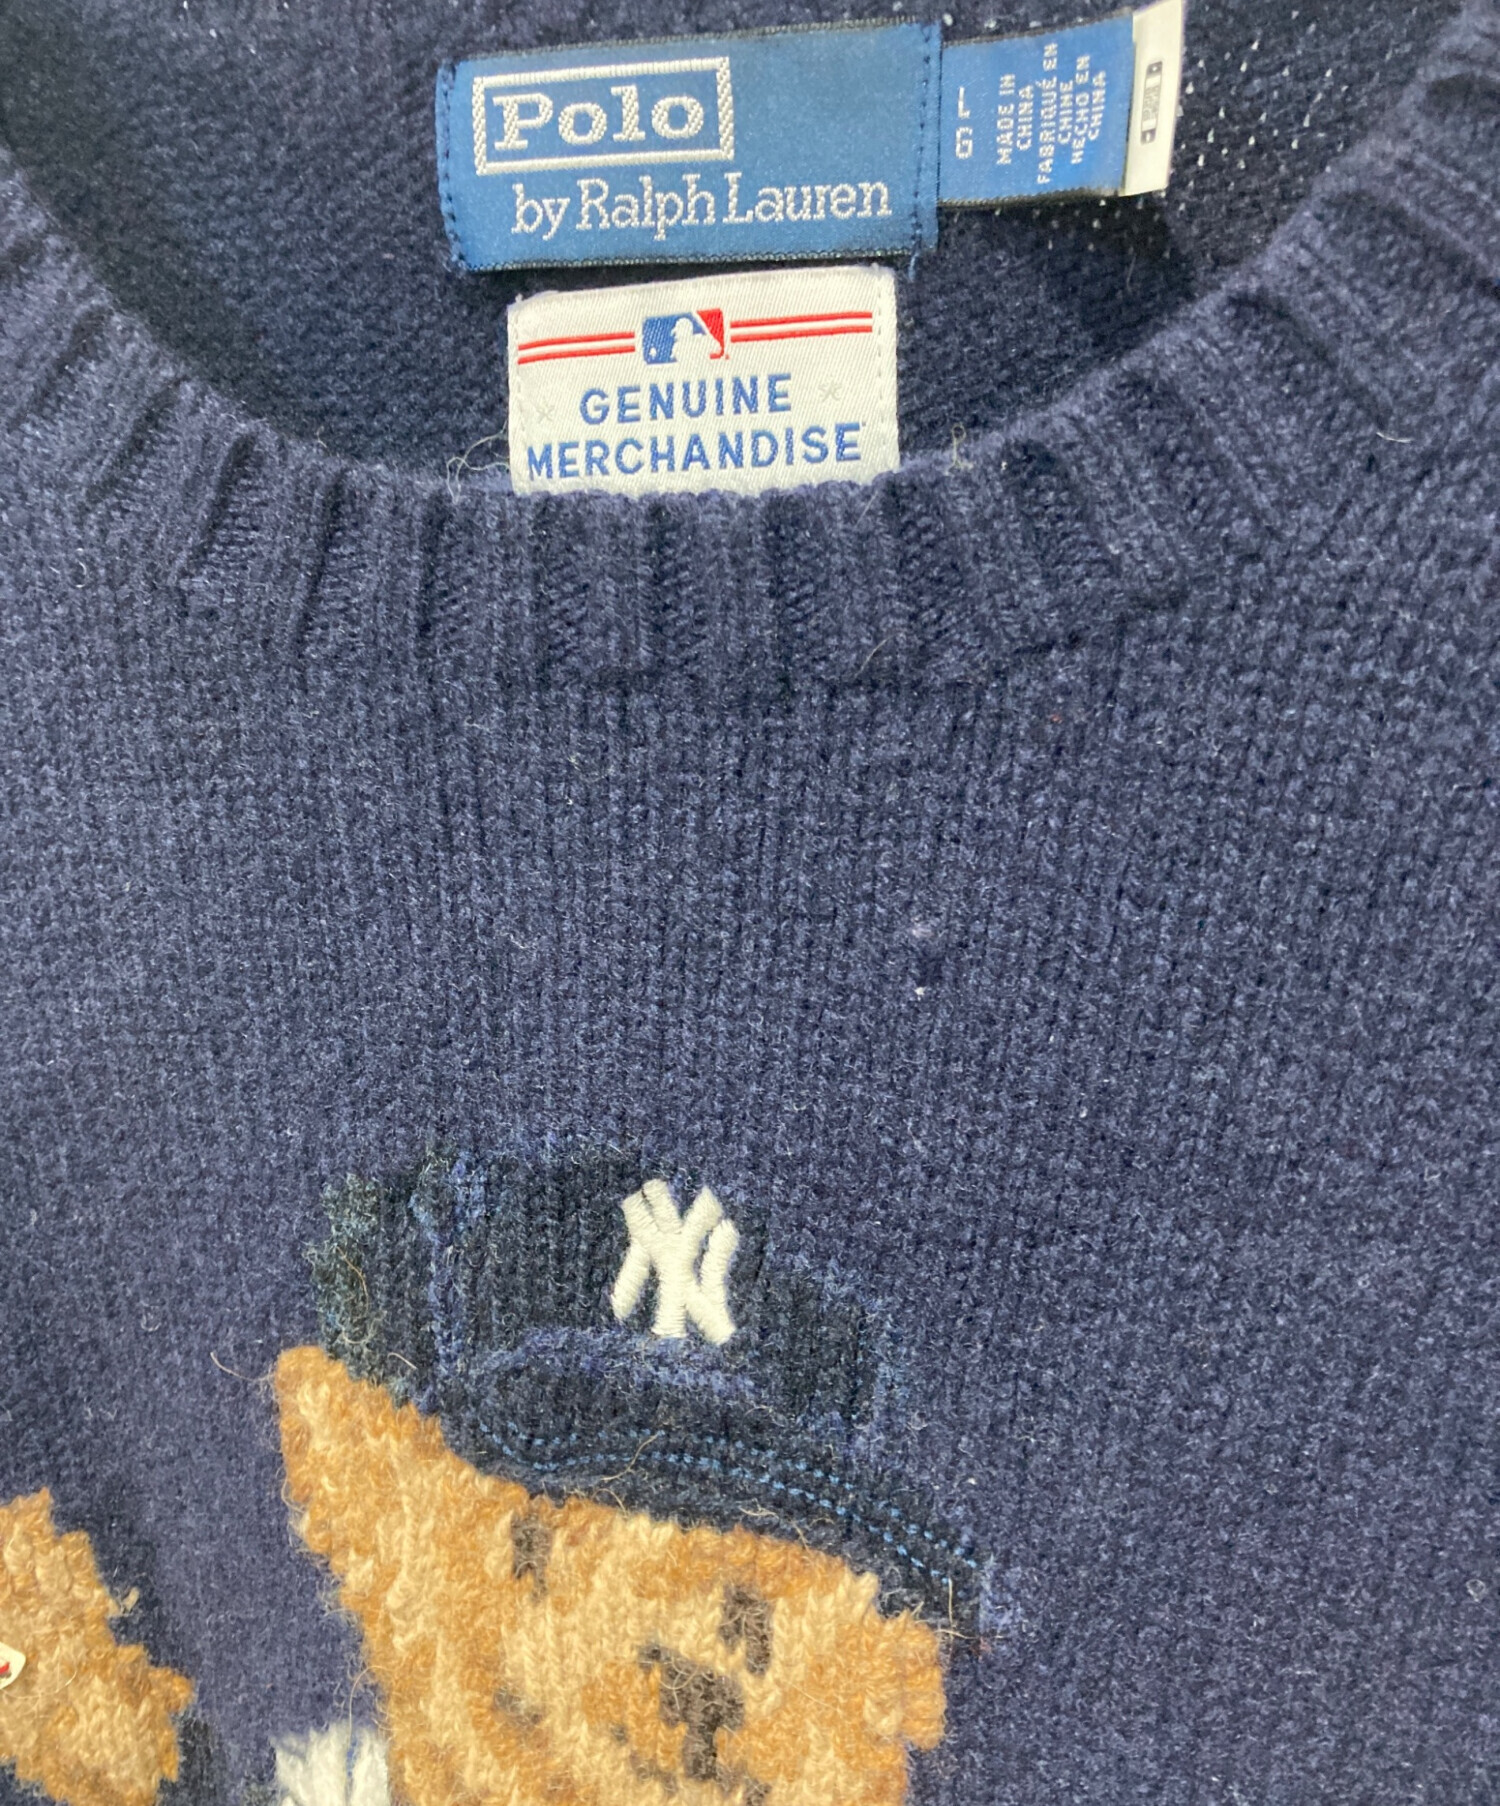 Polo
by Ralph Lauren
L
G
MADE IN
CHINA
FABRIQUÉ EN
CHINE
HECHO EN
CHINA
GENUINE
MERCHANDISE
NY